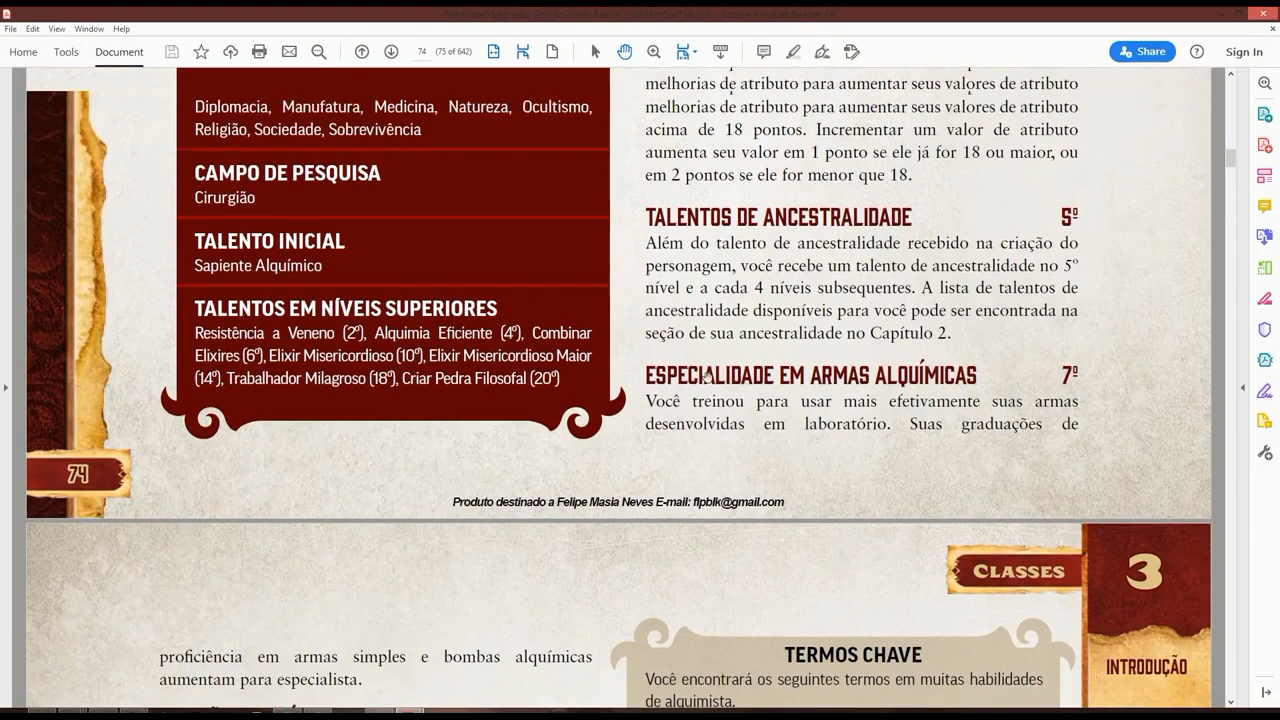 File Edit View Window Help
Home Tools Document 74 (75 of 642) Share Sign In
Diplomacia, Manufatura, Medicina, Natureza, Ocultismo,
Religião, Sociedade, Sobrevivência
CAMPO DE PESQUISA
Cirurgião
TALENTO INICIAL
Sapiente Alquímico
TALENTOS EM NÍVEIS SUPERIORES
Resistência a Veneno (2º), Alquimia Eficiente (4º), Combinar
Elixires (6º), Elixir Misericordioso (10º), Elixir Misericordioso Maior
(14º), Trabalhador Milagroso (18º), Criar Pedra Filosofal (20º)
74
melhorias de atributo para aumentar seus valores de atributo
melhorias de atributo para aumentar seus valores de atributo
acima de 18 pontos. Incrementar um valor de atributo
aumenta seu valor em 1 ponto se ele já for 18 ou maior, ou
em 2 pontos se ele for menor que 18.
TALENTOS DE ANCESTRALIDADE 5º
Além do talento de ancestralidade recebido na criação do
personagem, você recebe um talento de ancestralidade no 5º
nível e a cada 4 níveis subsequentes. A lista de talentos de
ancestralidade disponíveis para você pode ser encontrada na
seção de sua ancestralidade no Capítulo 2.
ESPECIALIDADE EM ARMAS ALQUÍMICAS 7º
Você treinou para usar mais efetivamente suas armas
desenvolvidas em laboratório. Suas graduações de
Produto destinado a Felipe Masia Neves E-mail: flpblk@gmail.com
CLASSES 3
INTRODUÇÃO
proficiência em armas simples e bombas alquímicas
aumentam para especialista.
TERMOS CHAVE
Você encontrará os seguintes termos em muitas habilidades
de alquimista.